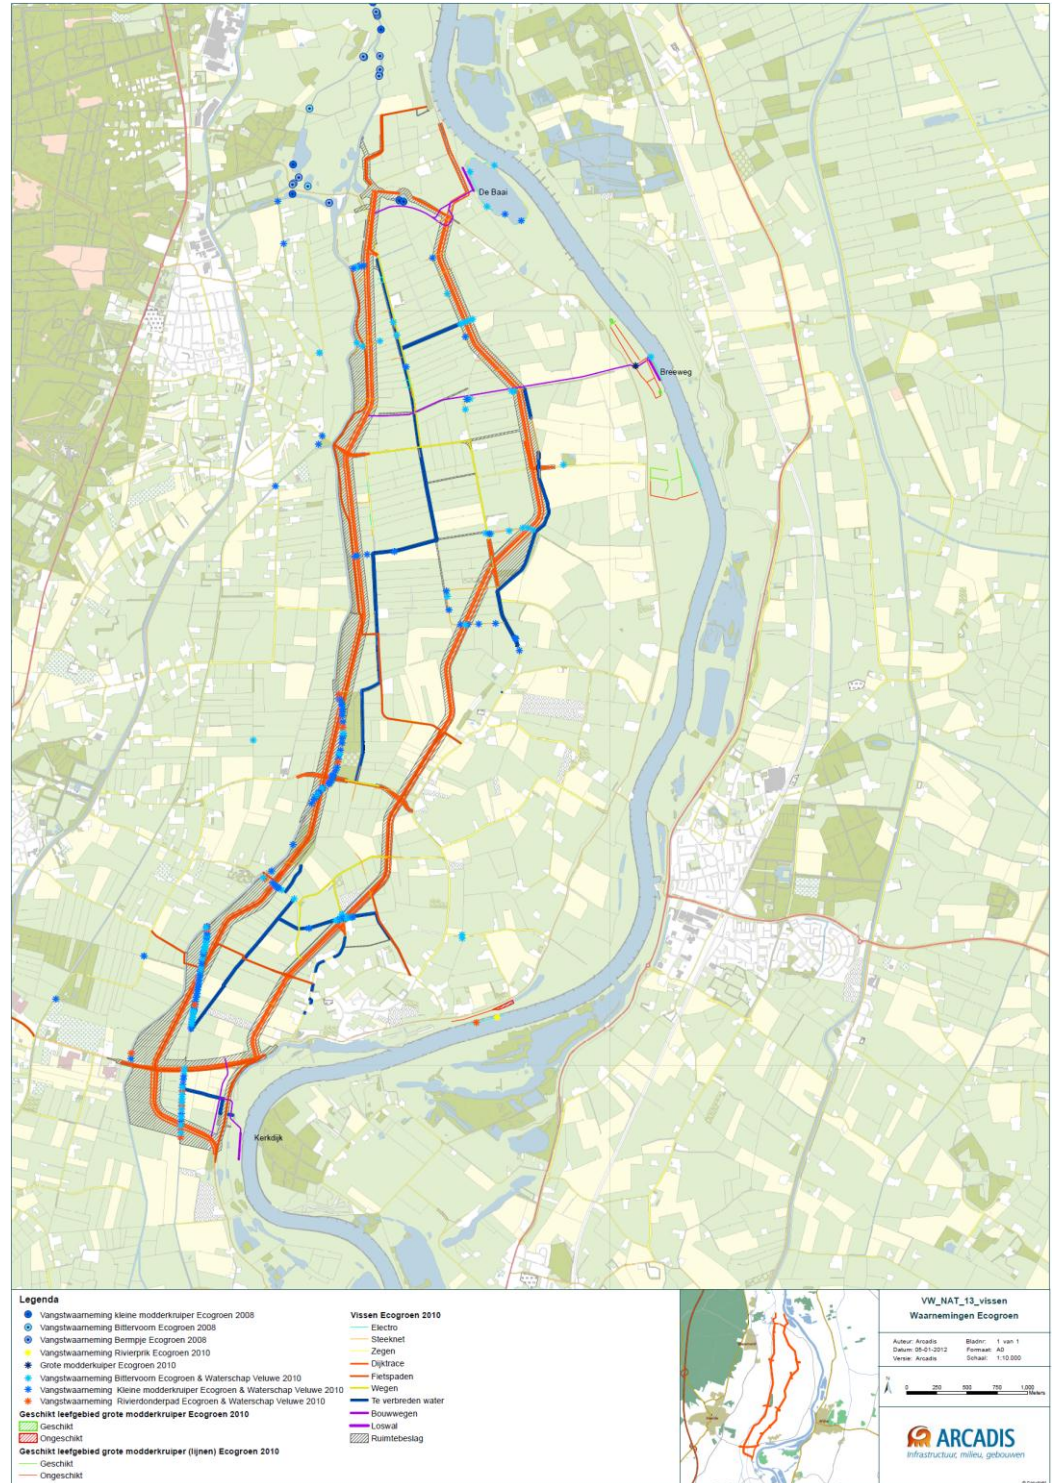 De Baai
Breeweg
Kerkdijk
Legenda
Vangstwaarneming kleine modderkruiper Ecogroen 2008
Vangstwaarneming Bittervoorn Ecogroen 2008
Vangstwaarneming Bermpje Ecogroen 2008
Vangstwaarneming Rivierprik Ecogroen 2010
Grote modderkuiper Ecogroen 2010
Vangstwaarneming Bittervoorn Ecogroen & Waterschap Veluwe 2010
Vangstwaarneming Kleine modderkruiper Ecogroen & Waterschap Veluwe 2010
Vangstwaarneming Rivierdonderpad Ecogroen & Waterschap Veluwe 2010
Geschikt leefgebied grote modderkruiper Ecogroen 2010
Geschikt
Ongeschikt
Geschikt leefgebied grote modderkruiper (lijnen) Ecogroen 2010
Geschikt
Ongeschikt
Vissen Ecogroen 2010
Electro
Steeknet
Zegen
Dijktrace
Fietspaden
Wegen
Te verbreden water
Bouwwegen
Loswal
Ruimtebeslag
VW_NAT_13_vissen
Waarnemingen Ecogroen
Auteur: Arcadis Bladnr: 1 van 1
Datum: 05-01-2012 Formaat: A0
Versie: Arcadis Schaal: 1:10.000
0 250 500 750 1.000
Meters
ARCADIS
Infrastructuur, milieu, gebouwen